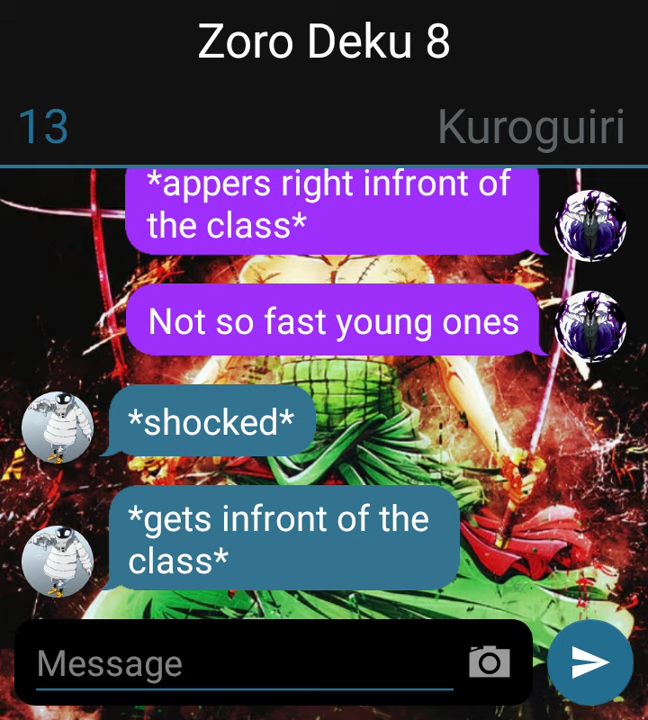 Zoro Deku 8
13
Kuroguiri
*appers right infront of
the class*
Not so fast young ones
*shocked*
*gets infront of the
class*
Message